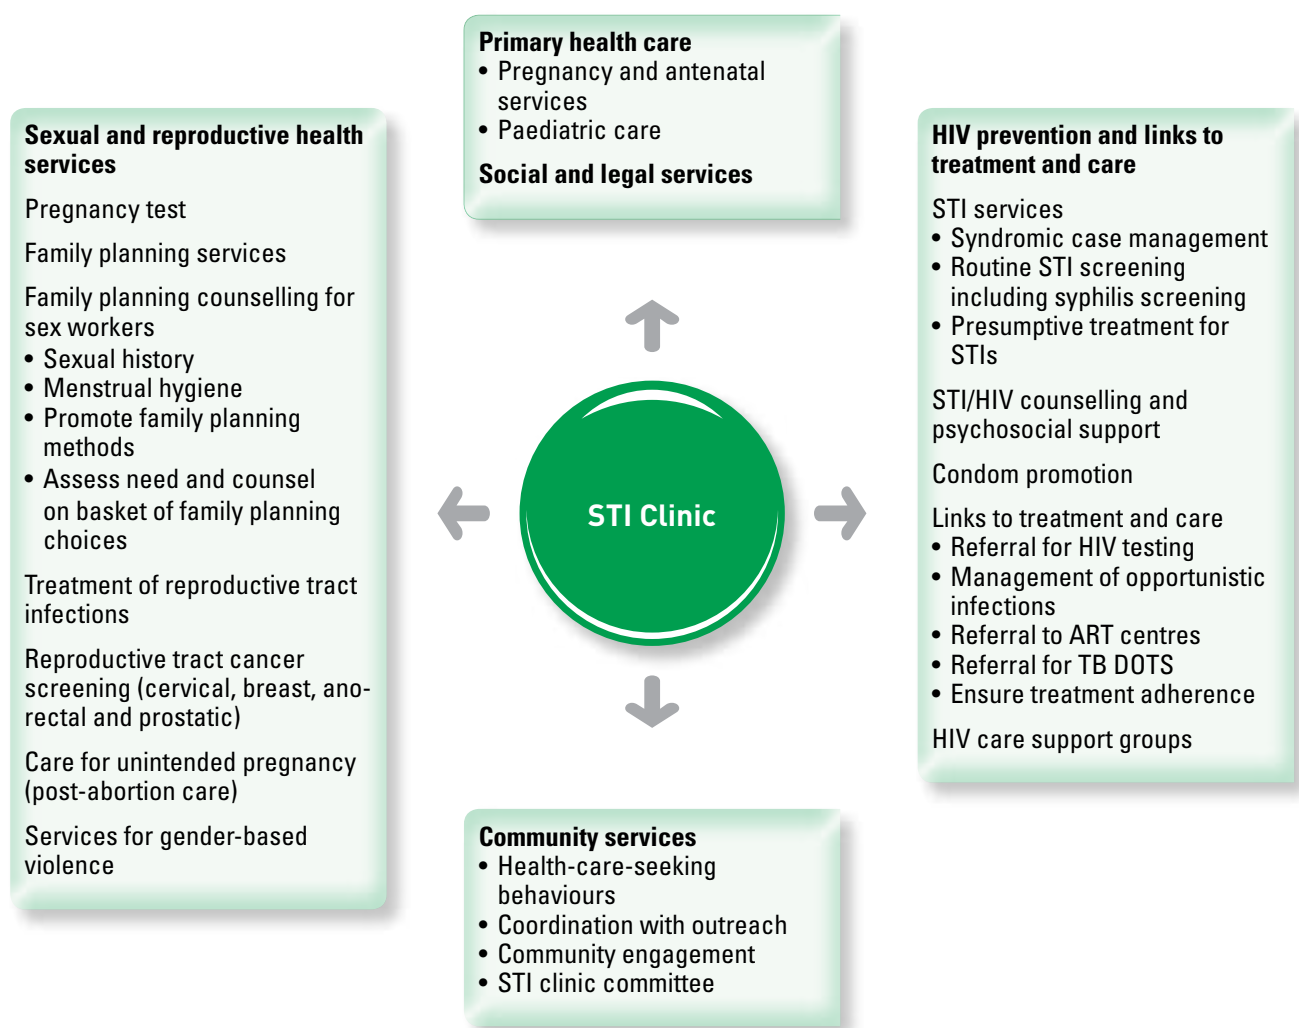 Primary health care
• Pregnancy and antenatal
services
• Paediatric care
Social and legal services
Sexual and reproductive health
services
Pregnancy test
Family planning services
Family planning counselling for
sex workers
• Sexual history
• Menstrual hygiene
• Promote family planning
methods
• Assess need and counsel
on basket of family planning
choices
Treatment of reproductive tract
infections
Reproductive tract cancer
screening (cervical, breast, ano-
rectal and prostatic)
Care for unintended pregnancy
(post-abortion care)
Services for gender-based
violence
STI Clinic
HIV prevention and links to
treatment and care
STI services
• Syndromic case management
• Routine STI screening
including syphilis screening
• Presumptive treatment for
STIs
STI/HIV counselling and
psychosocial support
Condom promotion
Links to treatment and care
• Referral for HIV testing
• Management of opportunistic
infections
• Referral to ART centres
• Referral for TB DOTS
• Ensure treatment adherence
HIV care support groups
Community services
• Health-care-seeking
behaviours
• Coordination with outreach
• Community engagement
• STI clinic committee